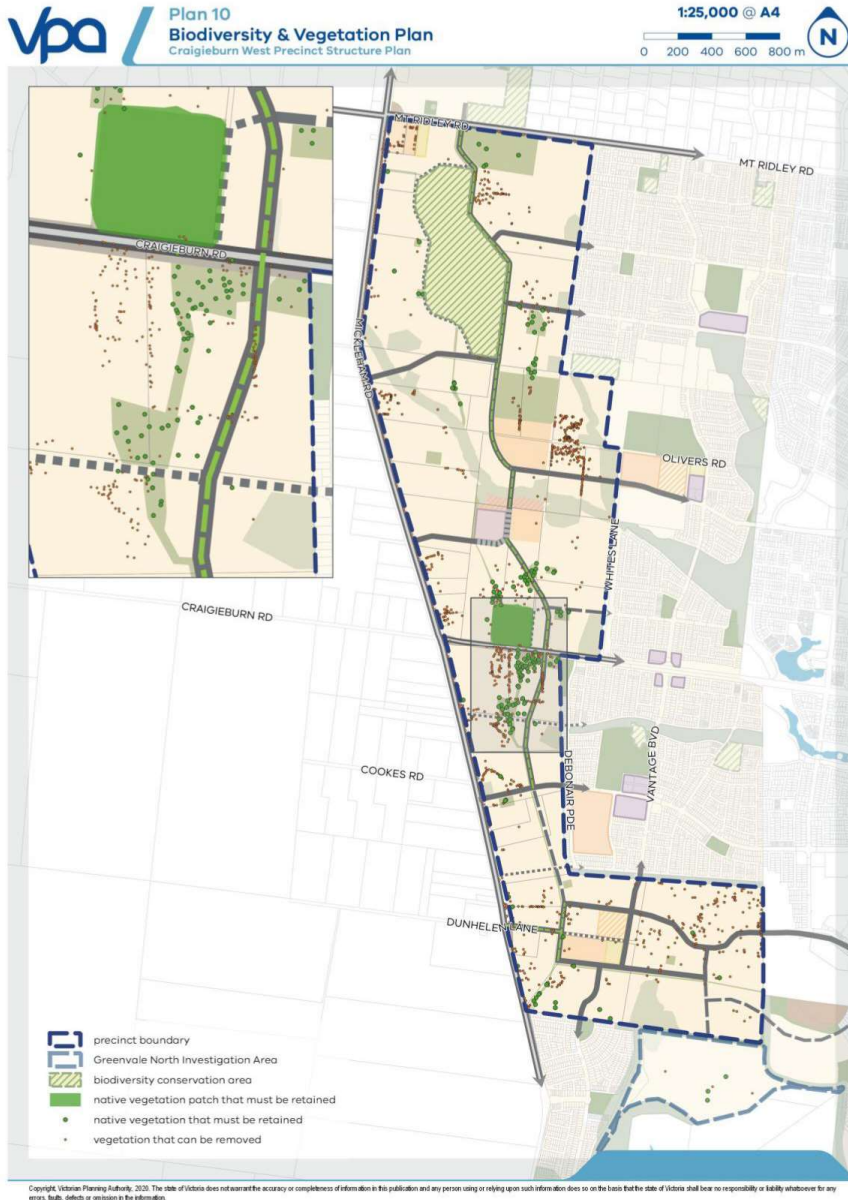 vpa
Plan 10
Biodiversity & Vegetation Plan
Craigieburn West Precinct Structure Plan
1:25,000 @ A4
0 200 400 600 800 m
N
MT RIDLEY RD
MT RIDLEY RD
CRAIGIEBURN RD
MICKLEHAM RD
OLIVERS RD
WHITES LANE
CRAIGIEBURN RD
COOKES RD
DEBONAIR PDE
VANTAGE BVD
DUNHELEN LANE
precinct boundary
Greenvale North Investigation Area
biodiversity conservation area
native vegetation patch that must be retained
native vegetation that must be retained
vegetation that can be removed
Copyright, Victorian Planning Authority, 2020. The state of Victoria does not warrant the accuracy or completeness of information in this publication and any person using or relying upon such information does so on the basis that the state of Victoria shall bear no responsibility or liability whatsoever for any
errors, faults, defects or omission in the information.